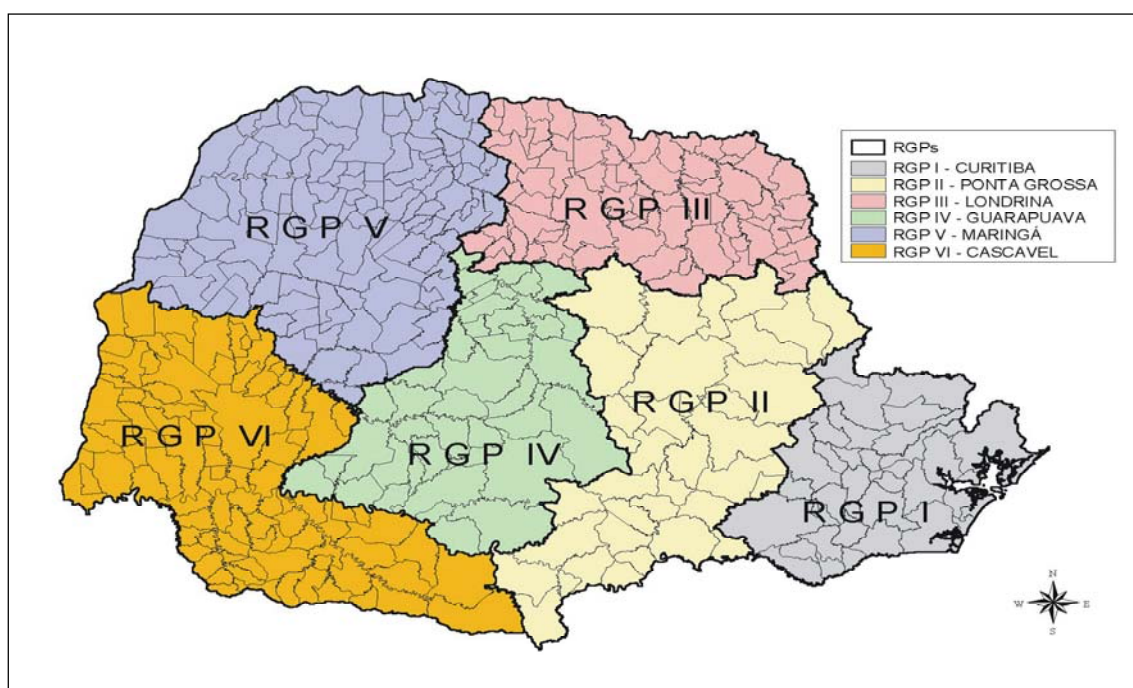 RGPs
RGP I - CURITIBA
RGP II - PONTA GROSSA
RGP III - LONDRINA
RGP IV - GUARAPUAVA
RGP V - MARINGÁ
RGP VI - CASCAVEL
R G P III
R G P V
R G P II
R G P VI
R G P IV
R G P I
N
W E
S